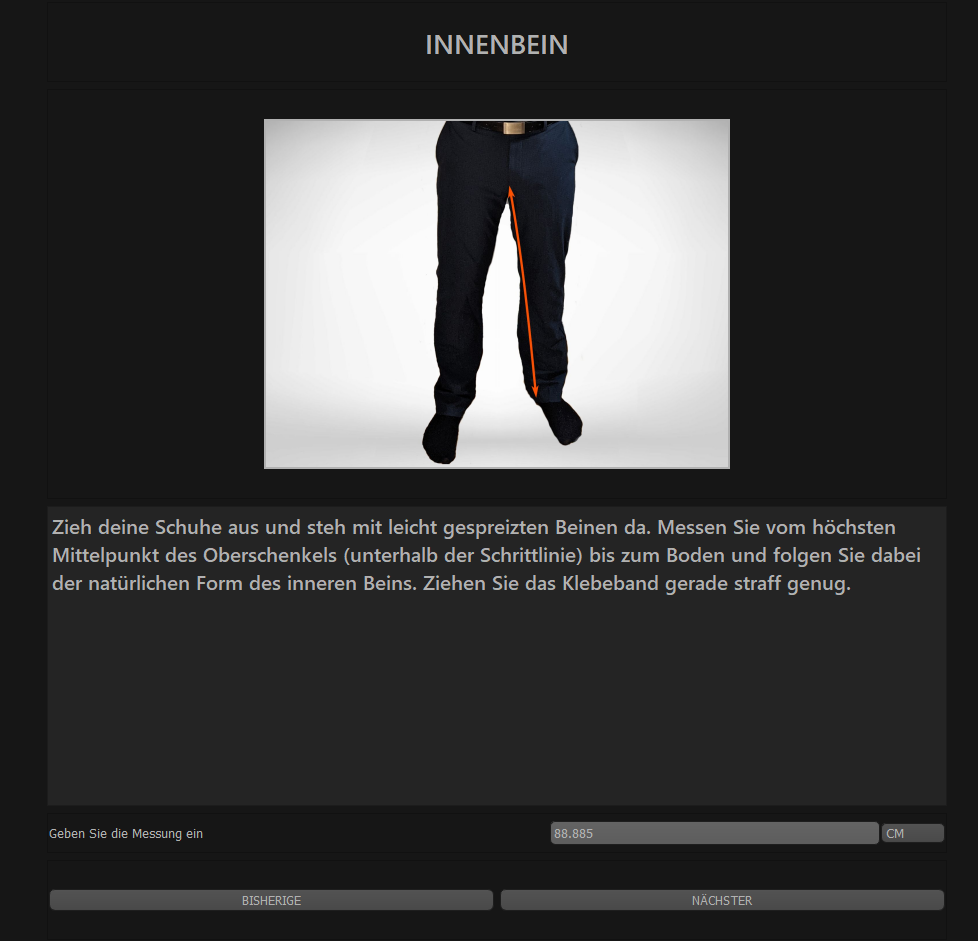 INNENBEIN
Zieh deine Schuhe aus und steh mit leicht gespreizten Beinen da. Messen Sie vom höchsten
Mittelpunkt des Oberschenkels (unterhalb der Schrittlinie) bis zum Boden und folgen Sie dabei
der natürlichen Form des inneren Beins. Ziehen Sie das Klebeband gerade straff genug.
Geben Sie die Messung ein 88.885 CM
BISHERIGE NÄCHSTER